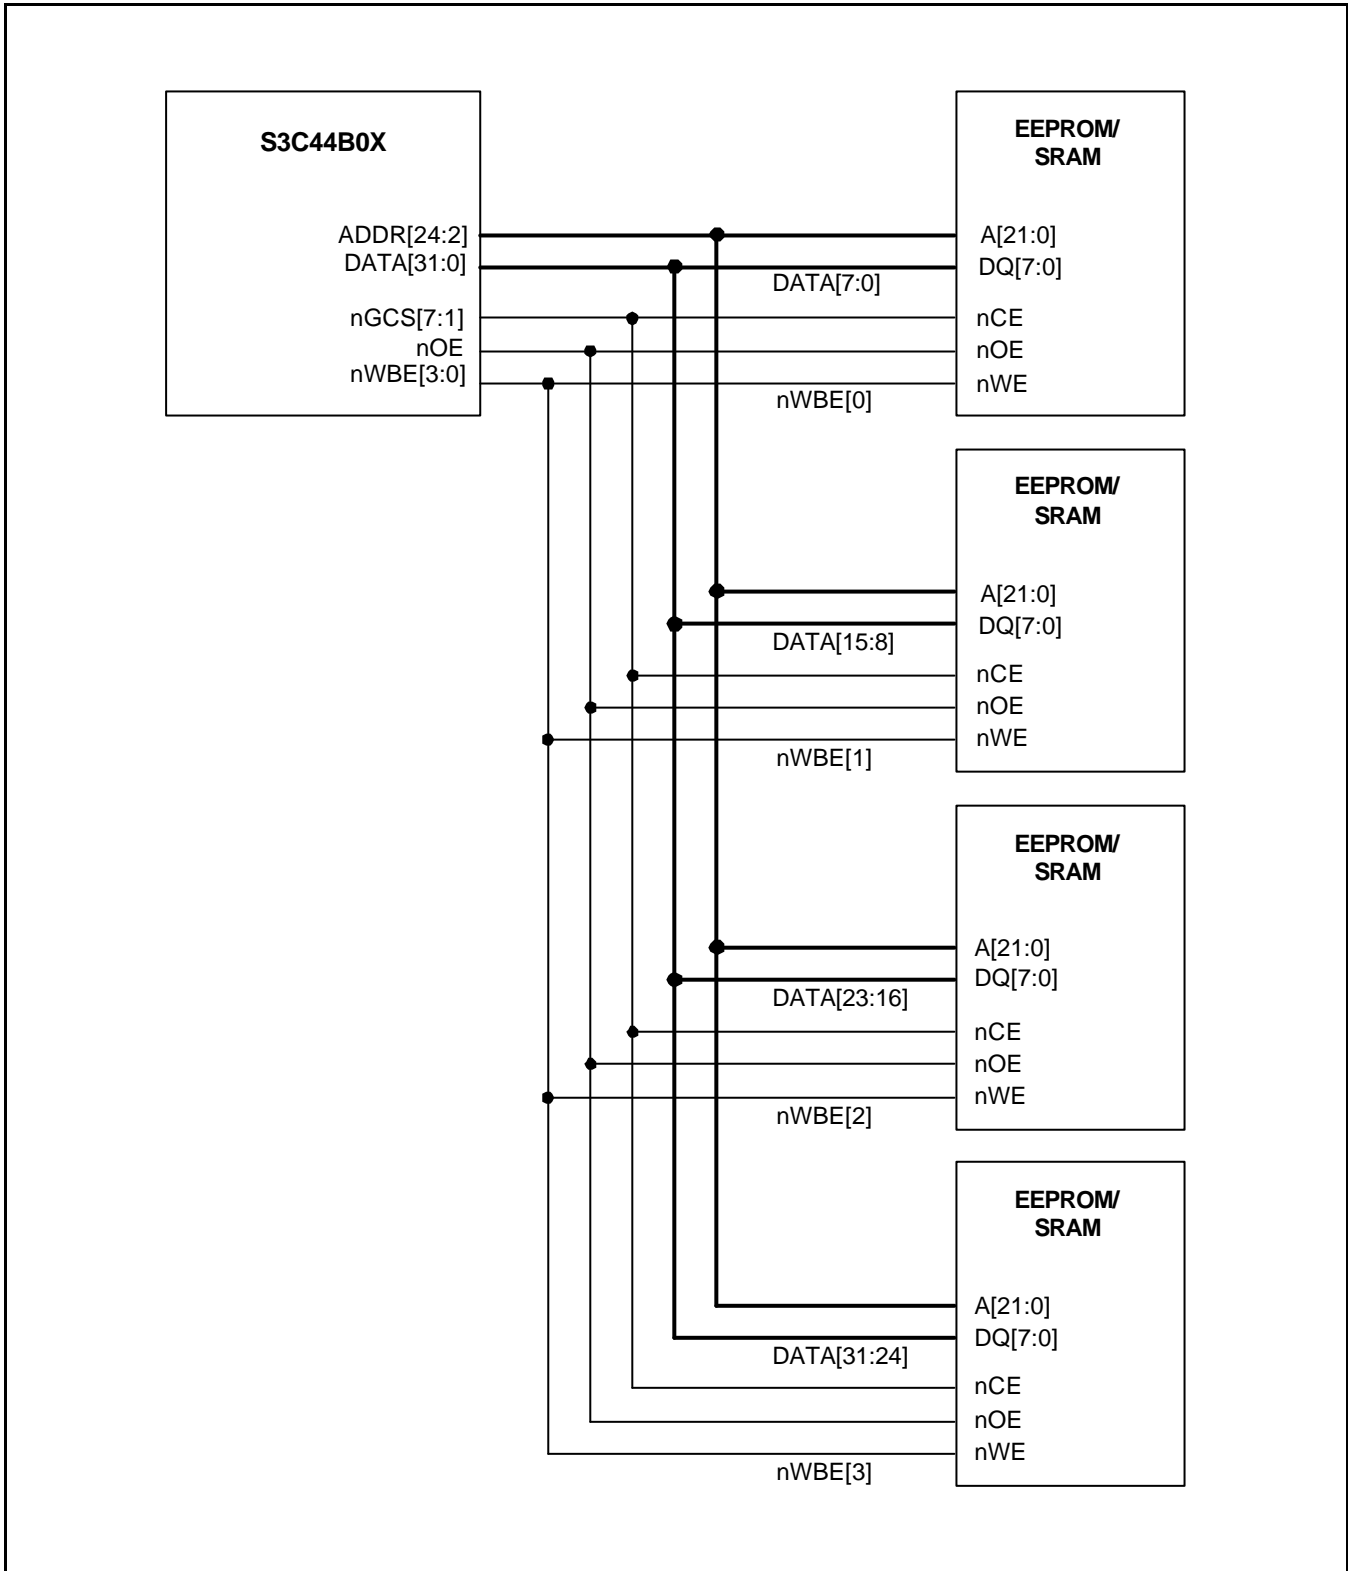 S3C44B0X
ADDR[24:2]
DATA[31:0]
nGCS[7:1]
nOE
nWBE[3:0]
DATA[7:0]
nWBE[0]
EEPROM/
SRAM
A[21:0]
DQ[7:0]
nCE
nOE
nWE
DATA[15:8]
nWBE[1]
EEPROM/
SRAM
A[21:0]
DQ[7:0]
nCE
nOE
nWE
DATA[23:16]
nWBE[2]
EEPROM/
SRAM
A[21:0]
DQ[7:0]
nCE
nOE
nWE
DATA[31:24]
nWBE[3]
EEPROM/
SRAM
A[21:0]
DQ[7:0]
nCE
nOE
nWE